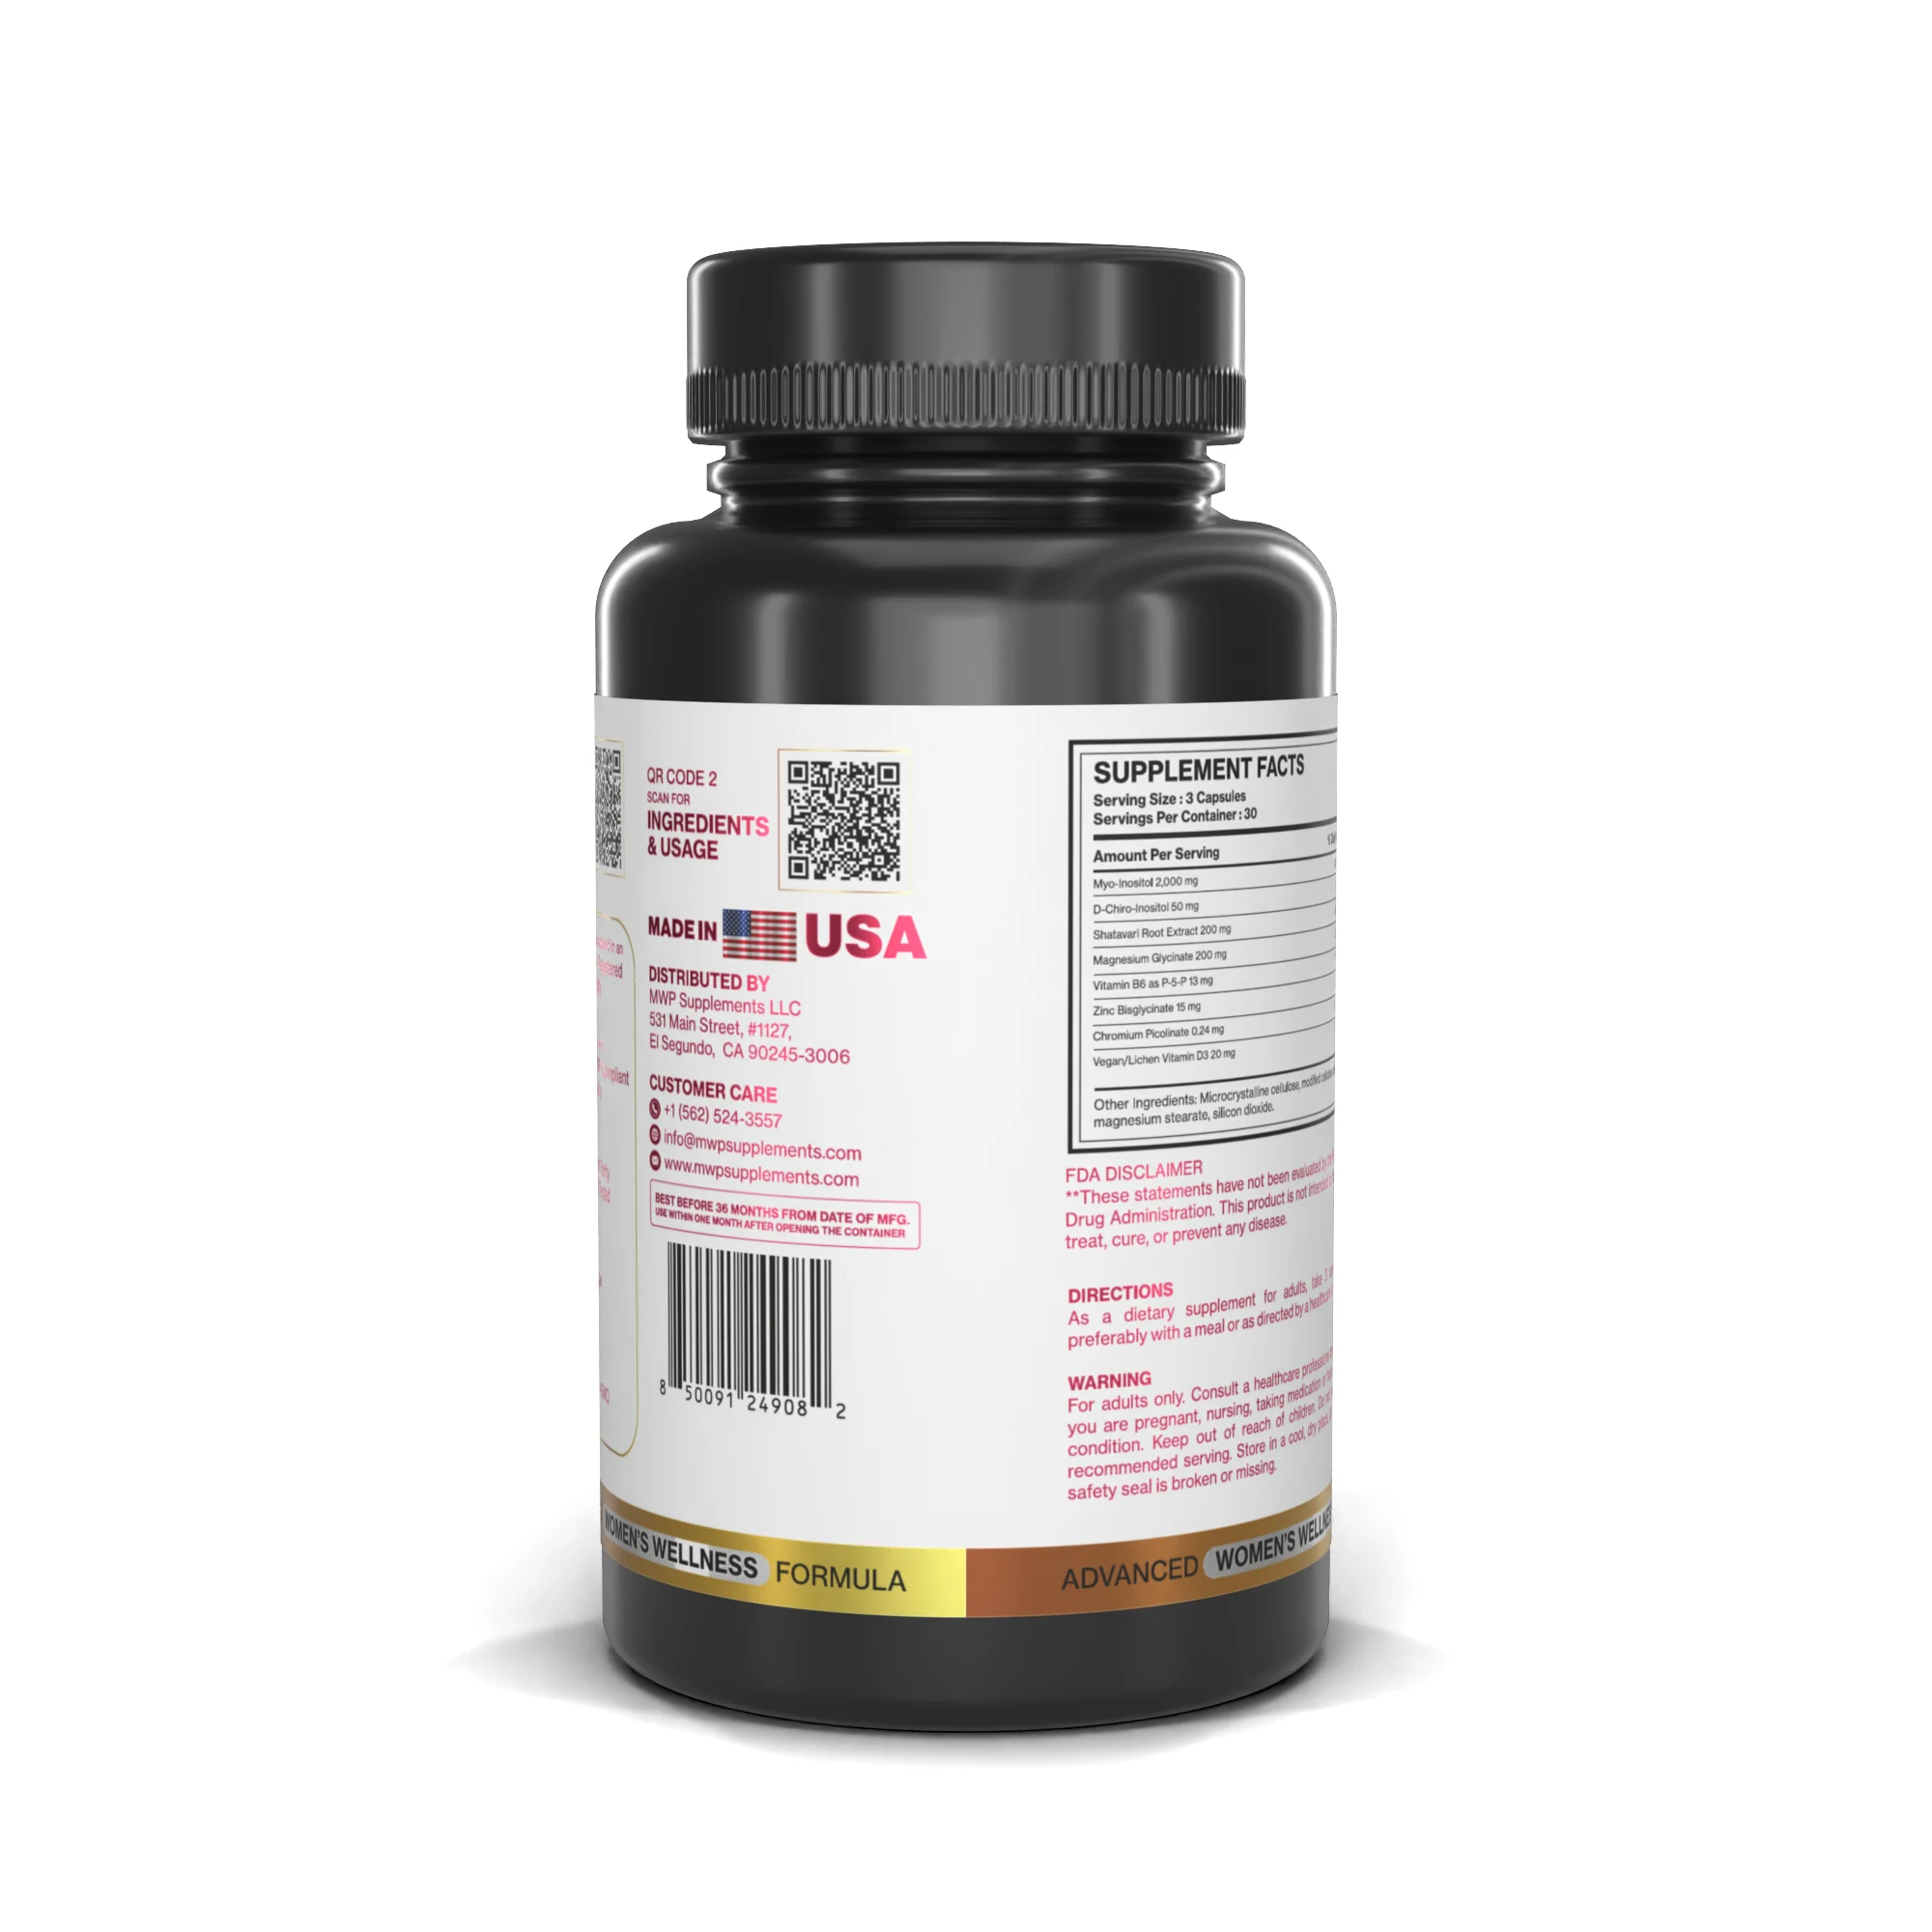 QR CODE 2
SCAN FOR
INGREDIENTS
& USAGE
MADE IN USA
DISTRIBUTED BY
MWP Supplements LLC
531 Main Street, #1127,
El Segundo, CA 90245-3006
CUSTOMER CARE
+1 (562) 524-3557
info@mwpsupplements.com
www.mwpsupplements.com
BEST BEFORE 36 MONTHS FROM DATE OF MFG.
USE WITHIN ONE MONTH AFTER OPENING THE CONTAINER
8 50091 24908 2
WOMEN'S WELLNESS FORMULA
SUPPLEMENT FACTS
Serving Size : 3 Capsules
Servings Per Container : 30
Amount Per Serving
Myo-Inositol 2,000 mg
D-Chiro-Inositol 50 mg
Shatavari Root Extract 200 mg
Magnesium Glycinate 200 mg
Vitamin B6 as P-5-P 13 mg
Zinc Bisglycinate 15 mg
Chromium Picolinate 0.24 mg
Vegan/Lichen Vitamin D3 20 mg
Other Ingredients: Microcrystalline cellulose, modified
magnesium stearate, silicon dioxide.
FDA DISCLAIMER
**These statements have not been evaluated by
Drug Administration. This product is not intended
treat, cure, or prevent any disease.
DIRECTIONS
As a dietary supplement for adults, take 3
preferably with a meal or as directed by a
WARNING
For adults only. Consult a healthcare professional
you are pregnant, nursing, taking medication
condition. Keep out of reach of children. Do
recommended serving. Store in a cool, dry place
safety seal is broken or missing.
ADVANCED WOMEN'S